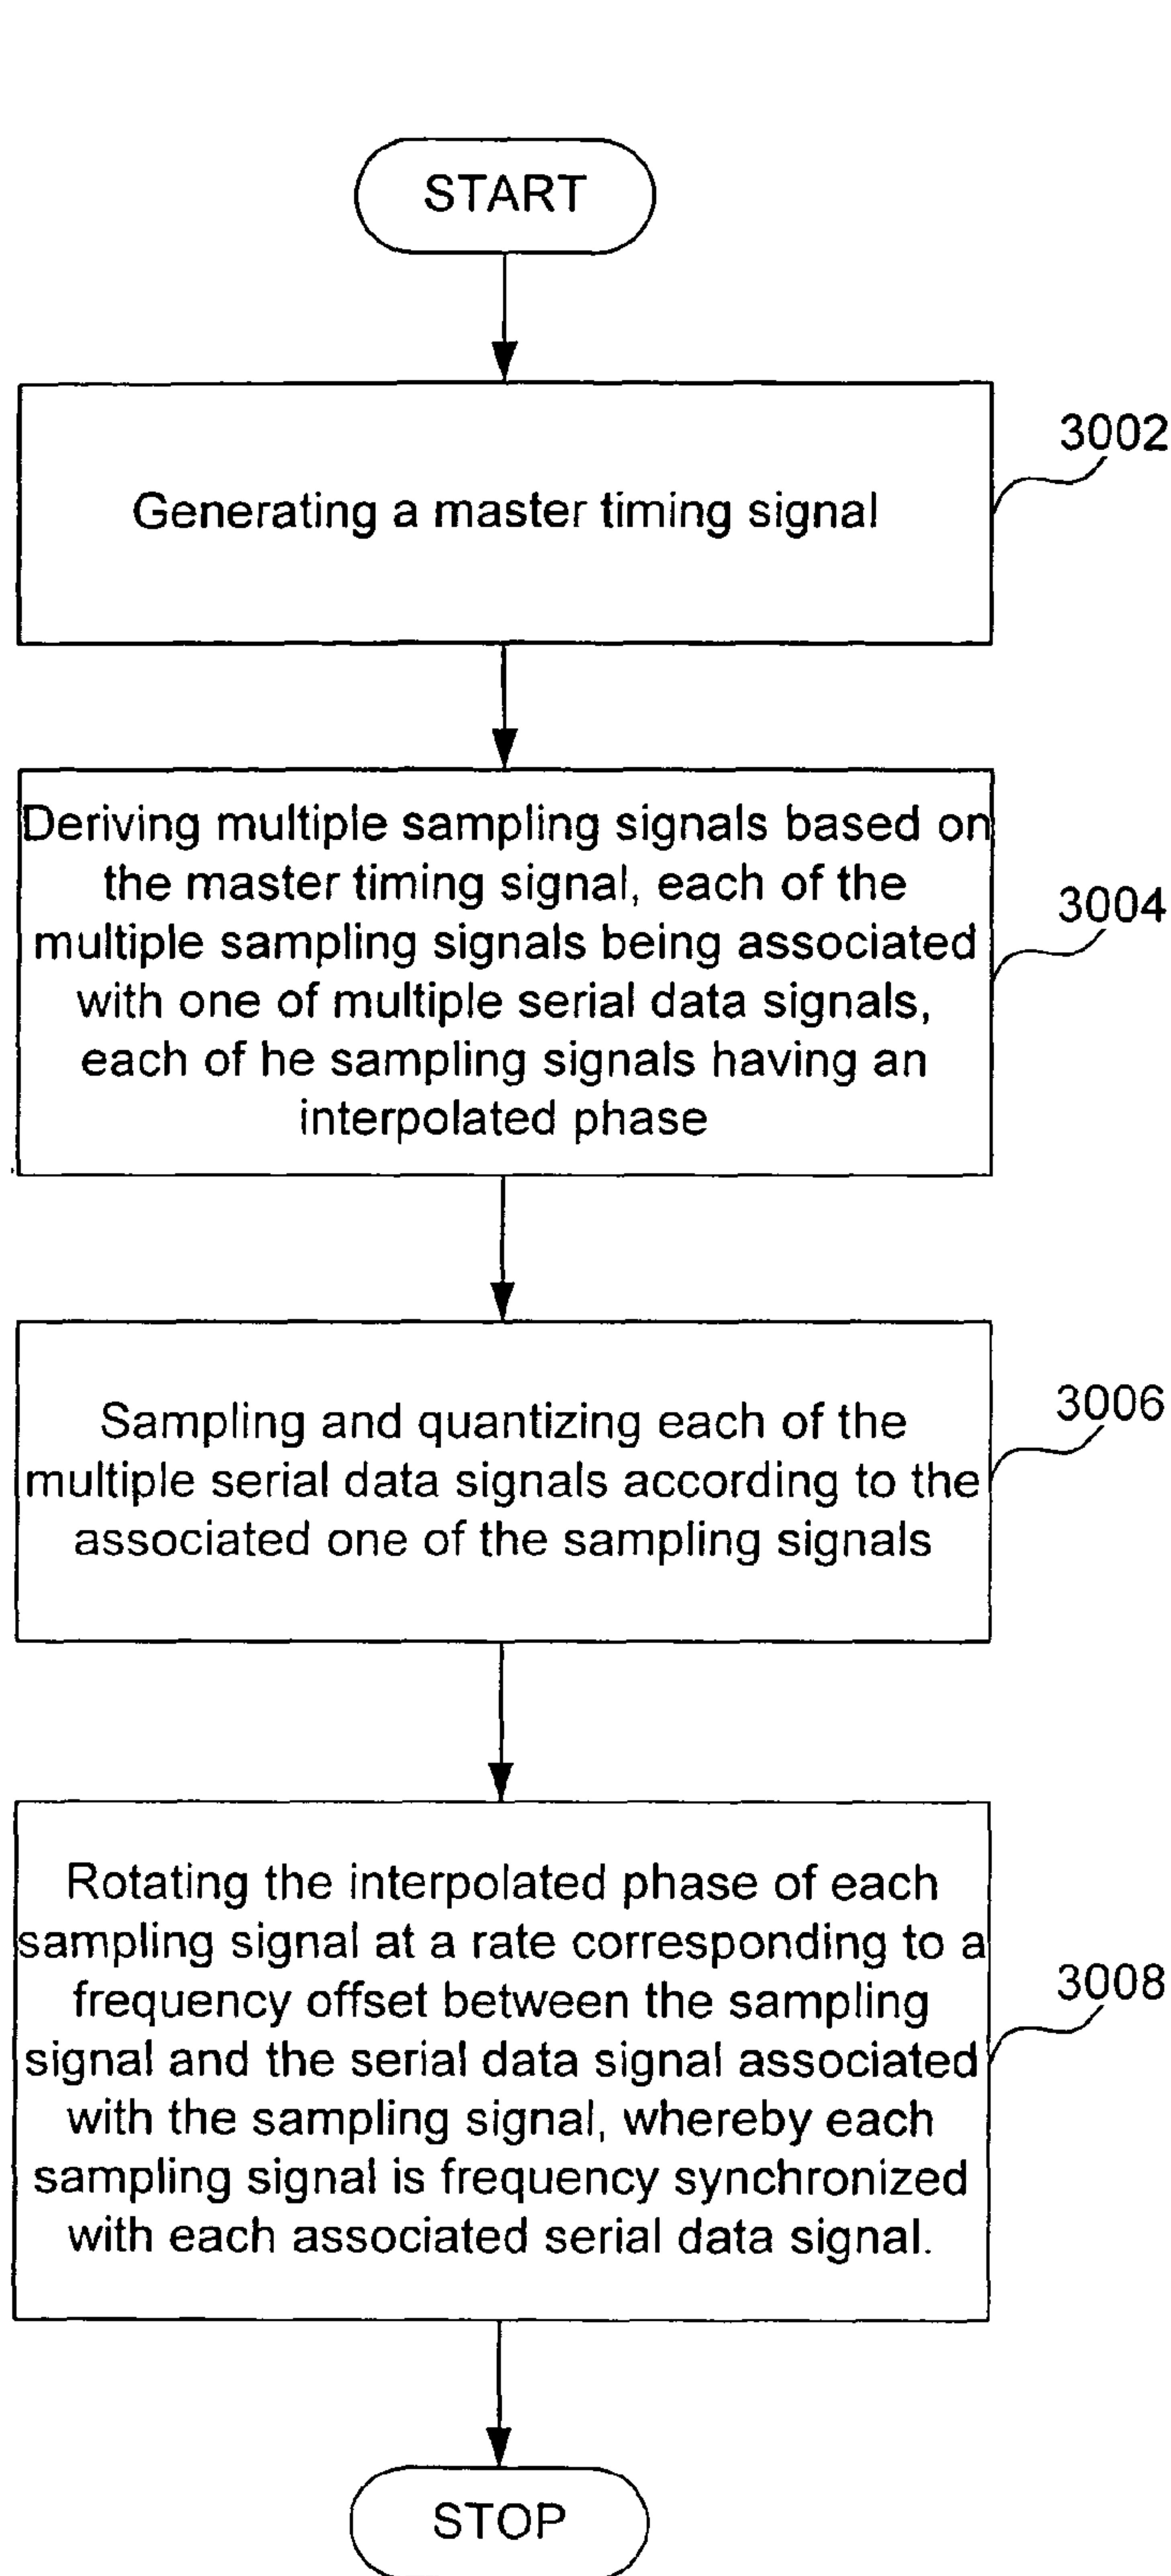 START
3002
Generating a master timing signal
Deriving multiple sampling signals based on
the master timing signal, each of the
3004
multiple sampling signals being associated
with one of multiple serial data signals,
each of he sampling signals having an
interpolated phase
3006
Sampling and quantizing each of the
multiple serial data signals according to the
associated one of the sampling signals
Rotating the interpolated phase of each
sampling signal at a rate corresponding to a
3008
frequency offset between the sampling
signal and the serial data signal associated
with the sampling signal, whereby each
sampling signal is frequency synchronized
with each associated serial data signal.
STOP